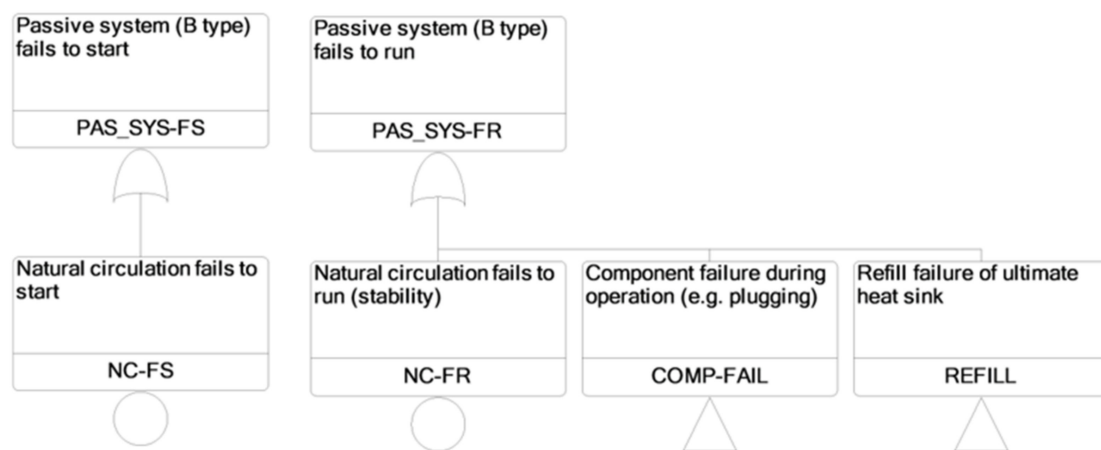 Passive system (B type)
fails to start
PAS_SYS-FS
Passive system (B type)
fails to run
PAS_SYS-FR
Natural circulation fails to
start
NC-FS
Natural circulation fails to
run (stability)
NC-FR
Component failure during
operation (e.g. plugging)
COMP-FAIL
Refill failure of ultimate
heat sink
REFILL